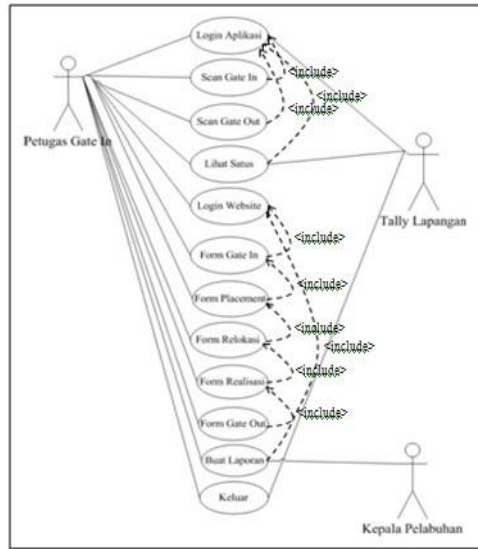 Login Aplikasi
Scan Gate In
<include>
<include>
Petugas Gate In
Scan Gate Out
Lihat Satus
Tally Lapangan
Login Website
<include>
Form Gate In
Form Placement
<include>
Form Relokasi
<include>
<include>
Form Realisasi
<include>
Form Gate Out
Buat Laporan
Keluar
Kepala Pelabuhan